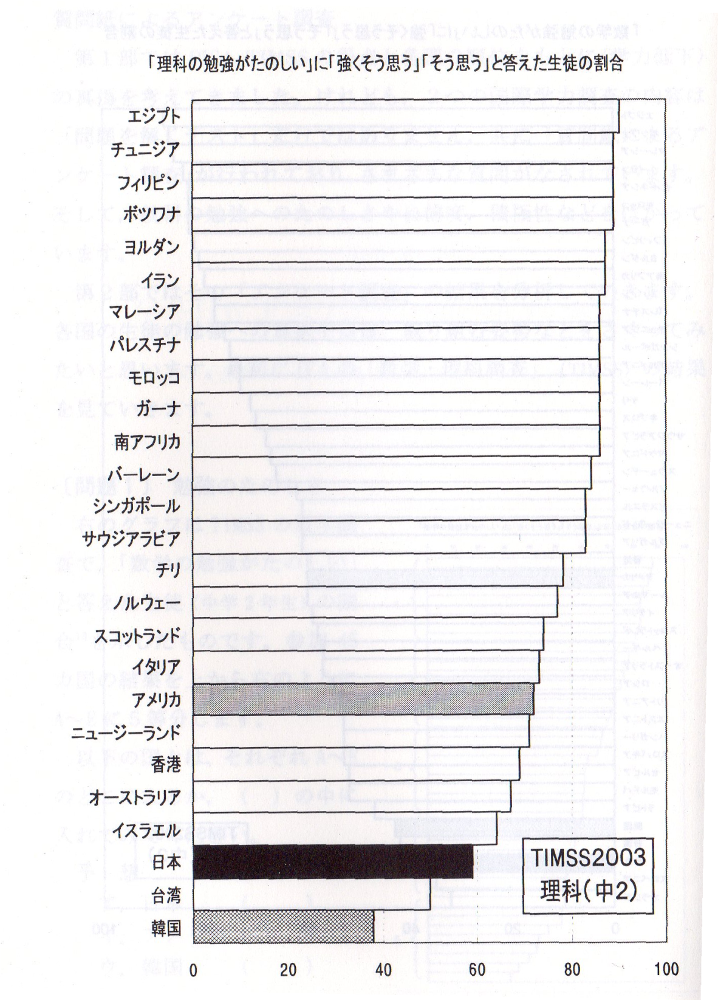 「理科の勉強がたのしい」に「強くそう思う」「そう思う」と答えた生徒の割合
エジプト
チュニジア
フィリピン
ボツワナ
ヨルダン
イラン
マレーシア
パレスチナ
モロッコ
ガーナ
南アフリカ
バーレーン
シンガポール
サウジアラビア
チリ
ノルウェー
スコットランド
イタリア
アメリカ
ニュージーランド
香港
オーストラリア
イスラエル
日本
台湾
韓国
TIMSS2003
理科(中2)
0 20 40 60 80 100